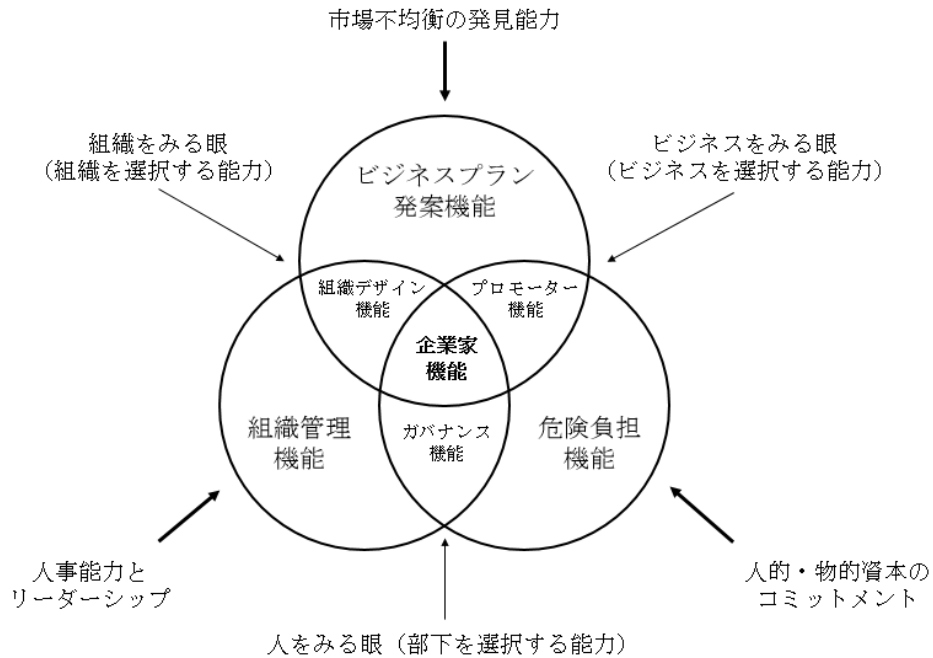 市場不均衡の発見能力
組織をみる眼
(組織を選択する能力)
ビジネスをみる眼
(ビジネスを選択する能力)
ビジネスプラン
発案機能
組織デザイン
機能
プロモーター
機能
企業家
機能
組織管理
機能
ガバナンス
機能
危険負担
機能
人事能力と
リーダーシップ
人的・物的資本の
コミットメント
人をみる眼(部下を選択する能力)